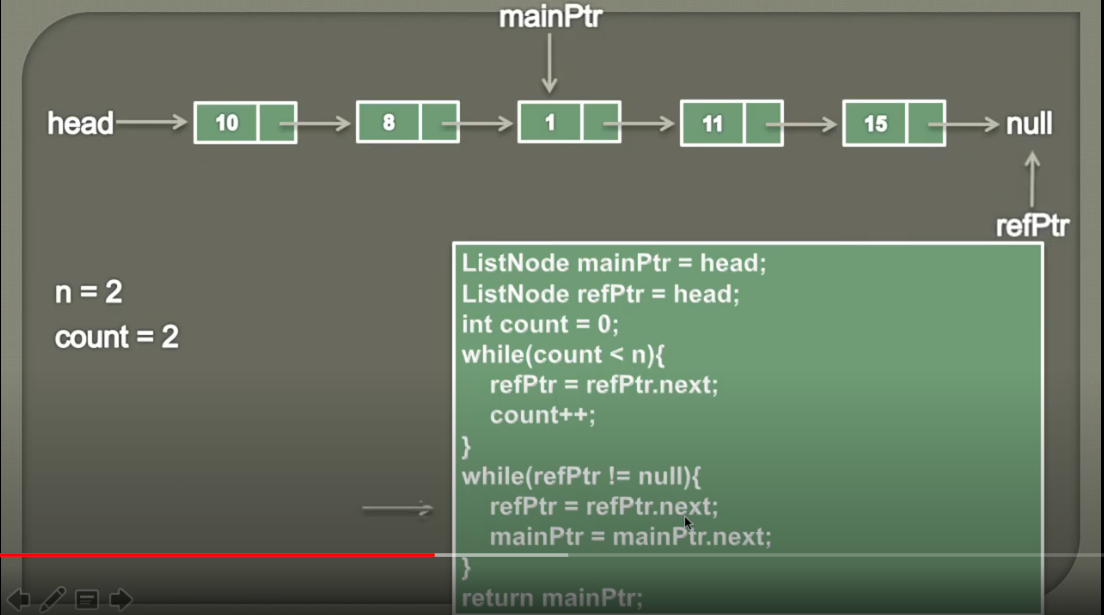 mainPtr
head 10 8 1 11 15 null
refPtr
n = 2
count = 2
ListNode mainPtr = head;
ListNode refPtr = head;
int count = 0;
while(count < n){
refPtr = refPtr.next;
count++;
}
while(refPtr != null){
refPtr = refPtr.next;
mainPtr = mainPtr.next;
}
return mainPtr;